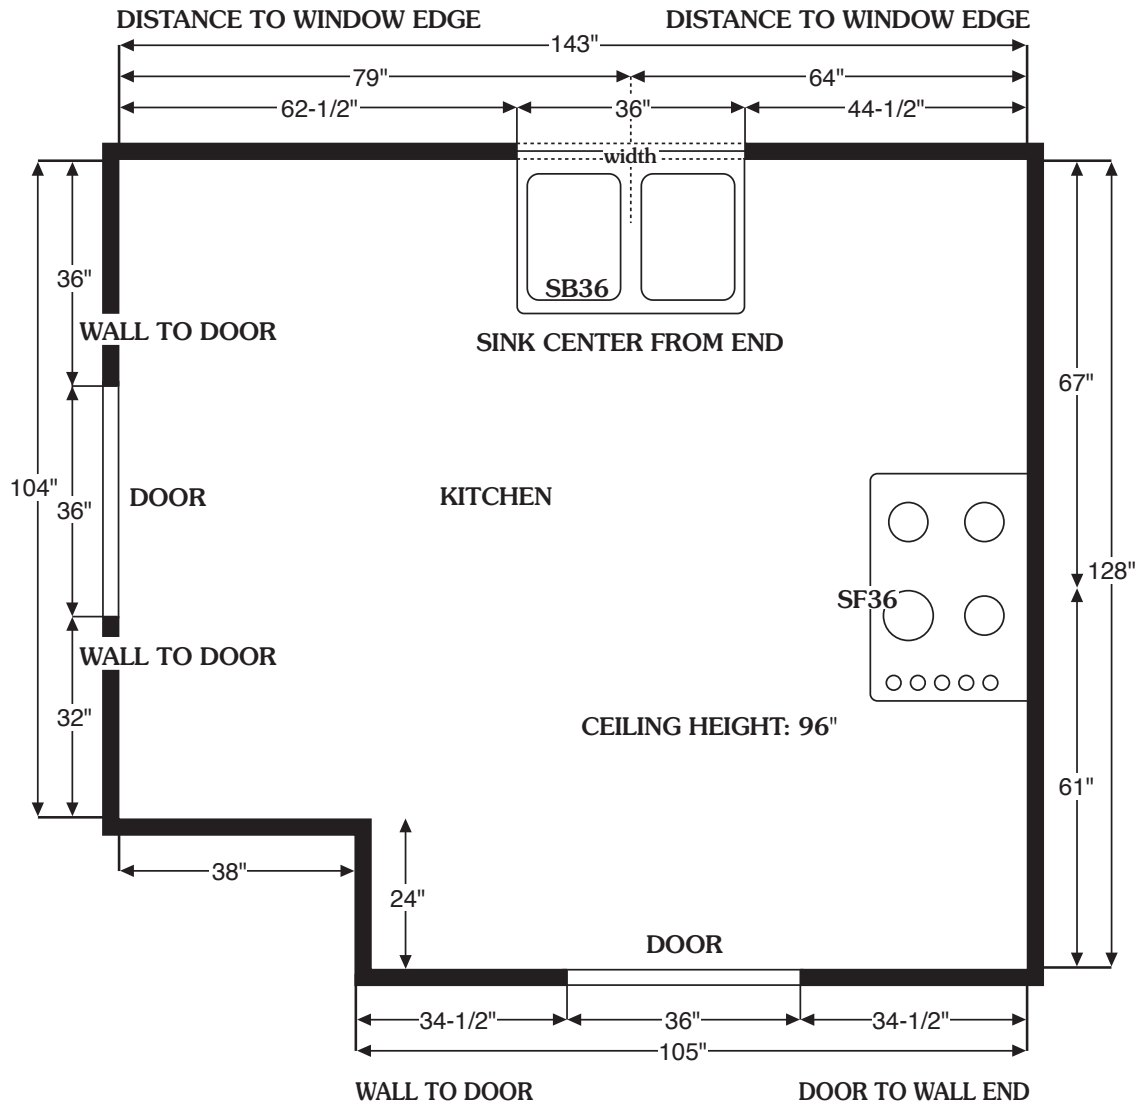 DISTANCE TO WINDOW EDGE DISTANCE TO WINDOW EDGE
143"
79" 64"
62-1/2" 36" 44-1/2"
width
36"
SB36
WALL TO DOOR
SINK CENTER FROM END
67"
104"
36"
DOOR
KITCHEN
128"
SF36
WALL TO DOOR
32"
CEILING HEIGHT: 96"
61"
38"
24"
DOOR
34-1/2" 36" 34-1/2"
105"
WALL TO DOOR DOOR TO WALL END